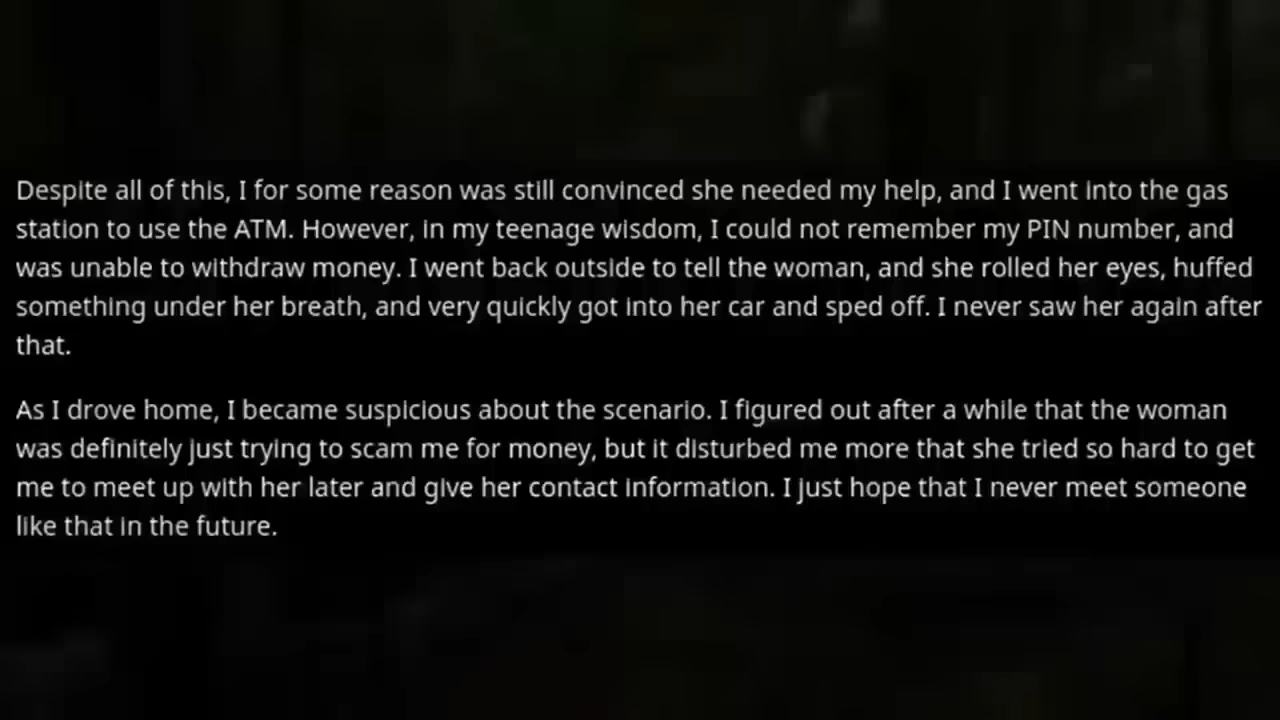 Despite all of this, I for some reason was still convinced she needed my help, and I went into the gas
station to use the ATM. However, in my teenage wisdom, I could not remember my PIN number, and
was unable to withdraw money. I went back outside to tell the woman, and she rolled her eyes, huffed
something under her breath, and very quickly got into her car and sped off. I never saw her again after
that.
As I drove home, I became suspicious about the scenario. I figured out after a while that the woman
was definitely just trying to scam me for money, but it disturbed me more that she tried so hard to get
me to meet up with her later and give her contact information. I just hope that I never meet someone
like that in the future.